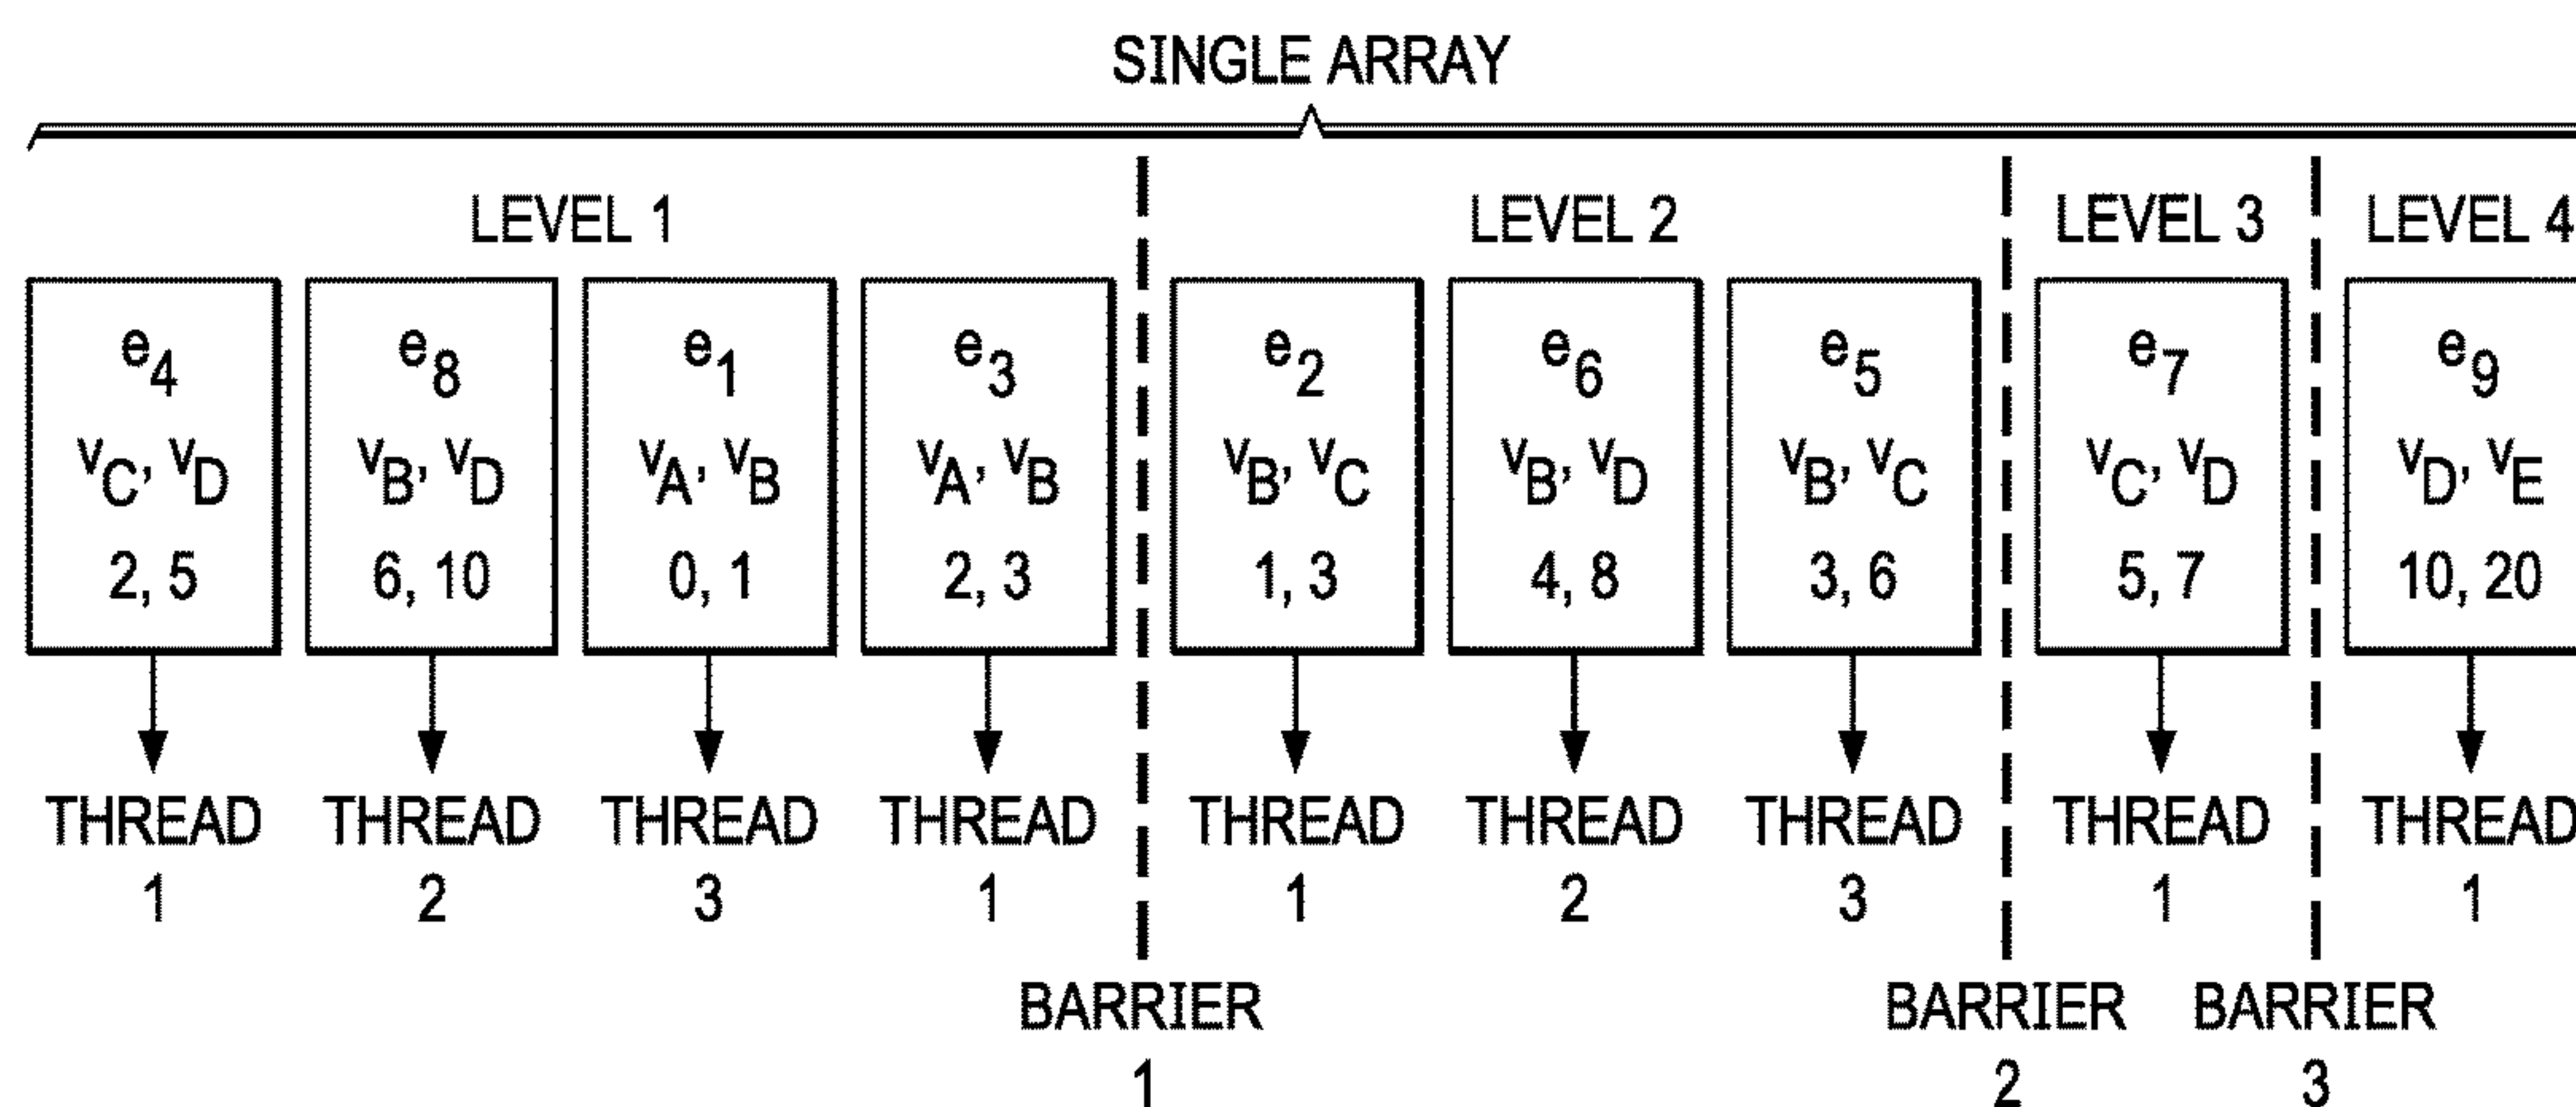 SINGLE ARRAY
LEVEL 1 LEVEL 2 LEVEL 3 LEVEL 4
e4 e8 e1 e3 e2 e6 e5 e7 e9
vC, vD vB, vD vA, vB vA, vB vB, vC vB, vD vB, vC vC, vD vD, vE
2, 5 6, 10 0, 1 2, 3 1, 3 4, 8 3, 6 5, 7 10, 20
THREAD THREAD THREAD THREAD THREAD THREAD THREAD THREAD THREAD
1 2 3 1 1 2 3 1 1
BARRIER BARRIER BARRIER
1 2 3